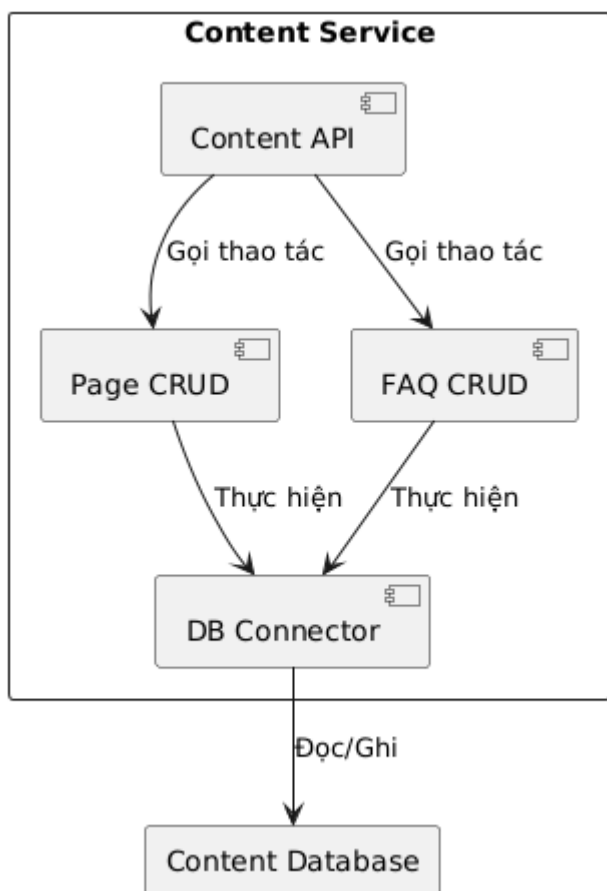 Content Service
Content API
Gọi thao tác
Gọi thao tác
Page CRUD
FAQ CRUD
Thực hiện
Thực hiện
DB Connector
Đọc/Ghi
Content Database